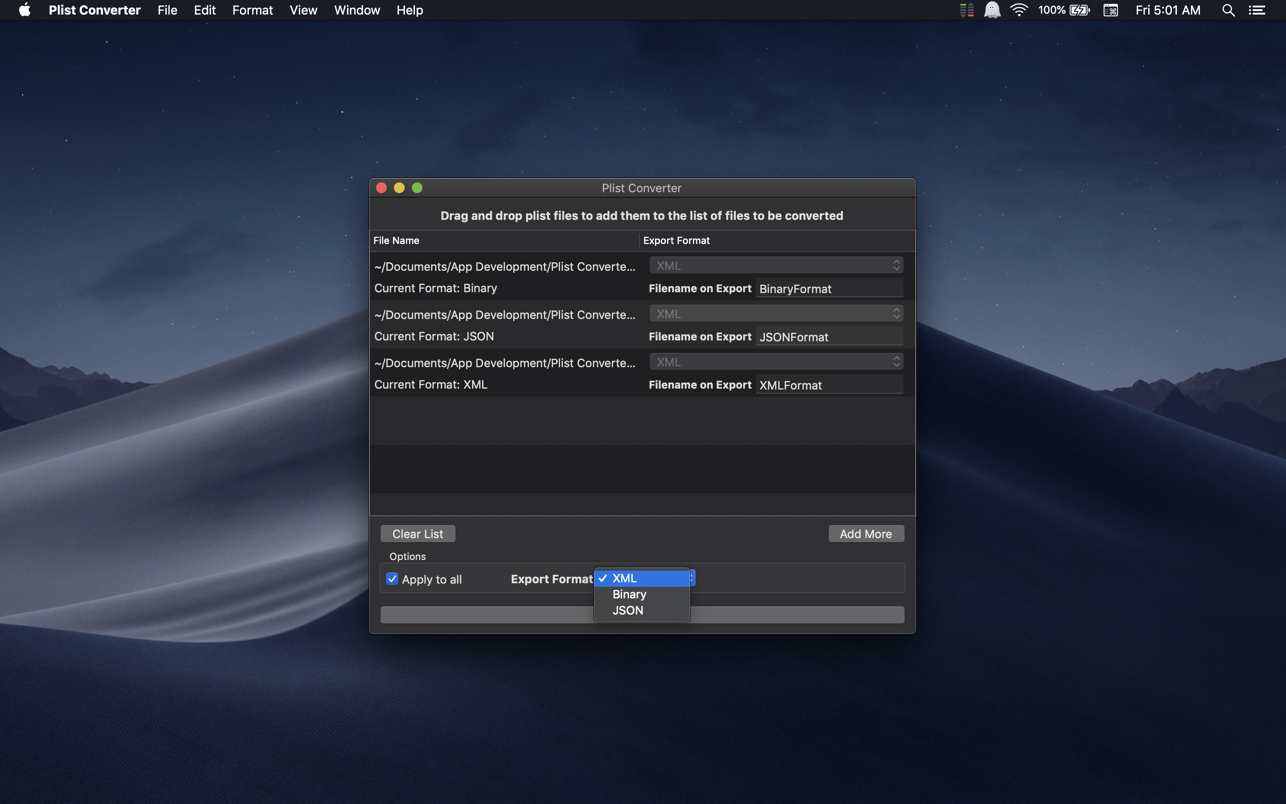 Plist Converter File Edit Format View Window Help 100% Fri 5:01 AM
Plist Converter
Drag and drop plist files to add them to the list of files to be converted
File Name Export Format
~/Documents/App Development/Plist Converte... XML
Current Format: Binary Filename on Export BinaryFormat
~/Documents/App Development/Plist Converte... XML
Current Format: JSON Filename on Export JSONFormat
~/Documents/App Development/Plist Converte... XML
Current Format: XML Filename on Export XMLFormat
Clear List Add More
Options
Apply to all Export Format XML
Binary
JSON